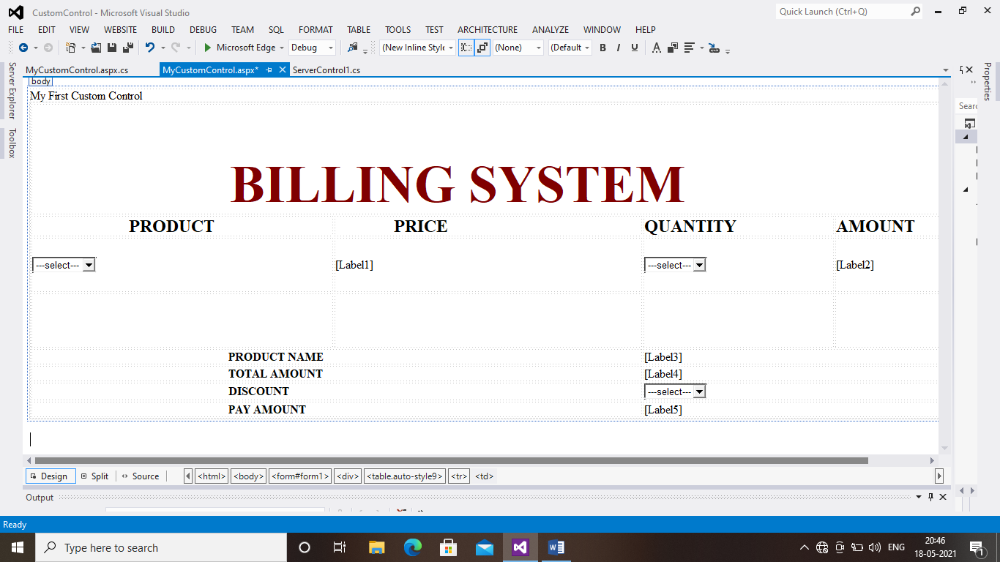 CustomControl - Microsoft Visual Studio
Quick Launch (Ctrl+Q)
FILE EDIT VIEW WEBSITE BUILD DEBUG TEAM SQL FORMAT TABLE TOOLS TEST ARCHITECTURE ANALYZE WINDOW HELP
Microsoft Edge Debug (New Inline Style (None) (Default B I U A
MyCustomControl.aspx.cs MyCustomControl.aspx* ServerControl1.cs
Server Explorer
Toolbox
Properties
Searc
body
My First Custom Control
BILLING SYSTEM
PRODUCT PRICE QUANTITY AMOUNT
---select--- [Label1] ---select--- [Label2]
PRODUCT NAME [Label3]
TOTAL AMOUNT [Label4]
DISCOUNT ---select---
PAY AMOUNT [Label5]
Design Split Source <html> <body> <form#form1> <div> <table.auto-style9> <tr> <td>
Output
Ready
Type here to search
ENG 20:46
18-05-2021
1